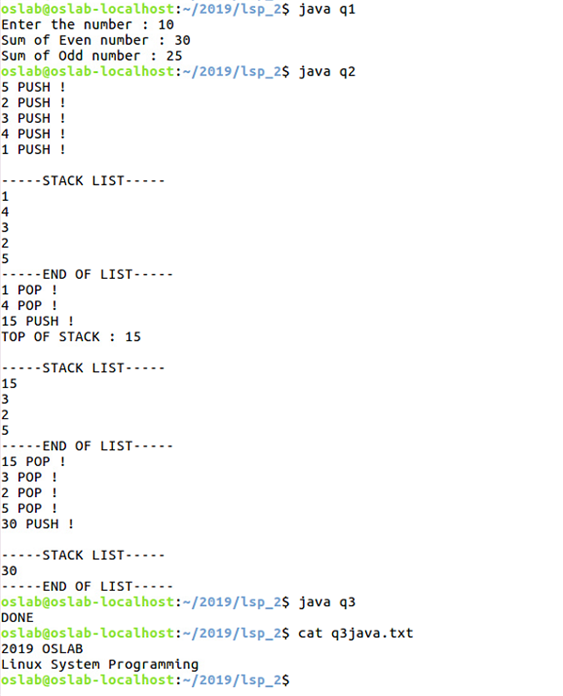 oslab@oslab-localhost:~/2019/lsp_2$ java q1
Enter the number : 10
Sum of Even number : 30
Sum of Odd number : 25
oslab@oslab-localhost:~/2019/lsp_2$ java q2
5 PUSH !
2 PUSH !
3 PUSH !
4 PUSH !
1 PUSH !

-----STACK LIST-----
1
4
3
2
5
-----END OF LIST-----
1 POP !
4 POP !
15 PUSH !
TOP OF STACK : 15

-----STACK LIST-----
15
3
2
5
-----END OF LIST-----
15 POP !
3 POP !
2 POP !
5 POP !
30 PUSH !

-----STACK LIST-----
30
-----END OF LIST-----
oslab@oslab-localhost:~/2019/lsp_2$ java q3
DONE
oslab@oslab-localhost:~/2019/lsp_2$ cat q3java.txt
2019 OSLAB
Linux System Programming
oslab@oslab-localhost:~/2019/lsp_2$